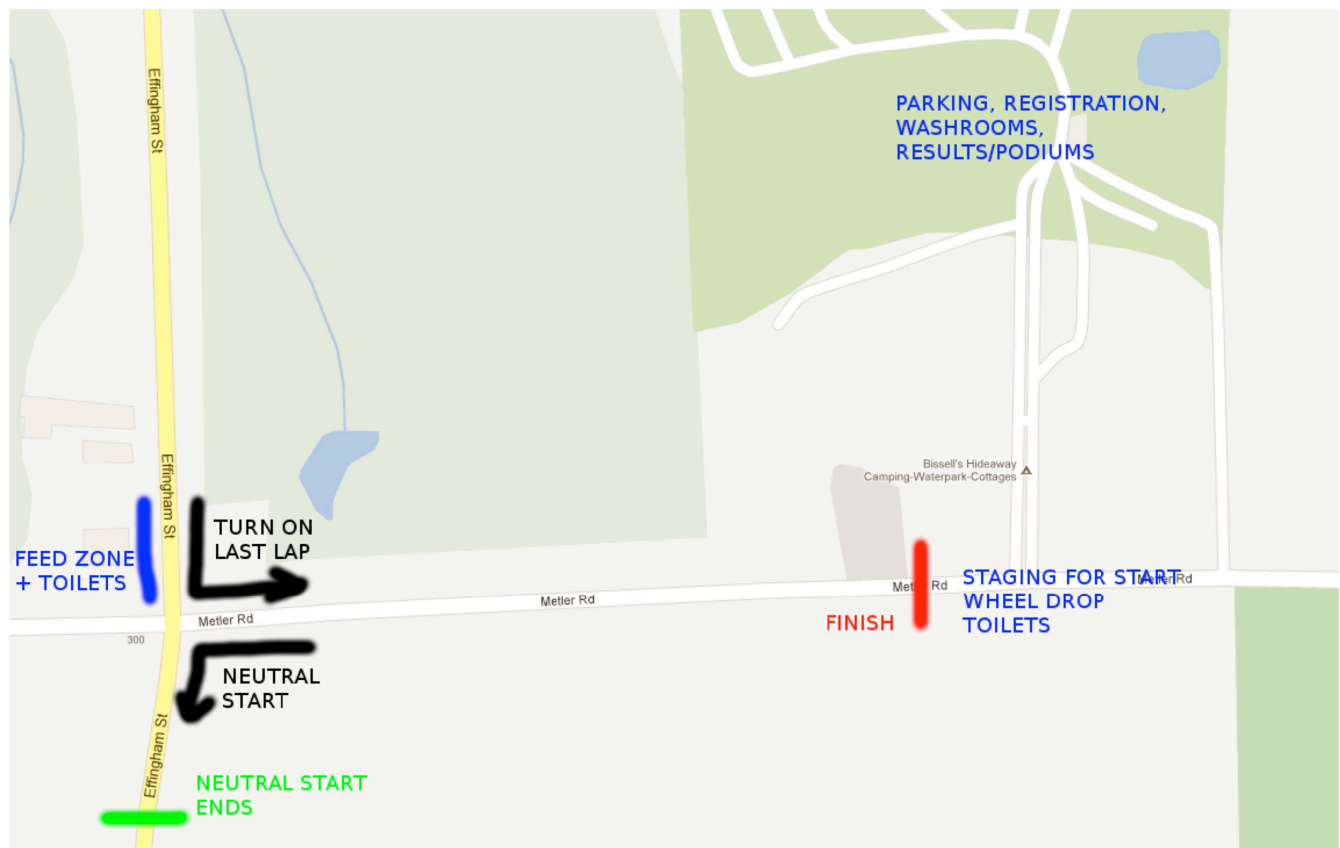 Effingham St
PARKING, REGISTRATION,
WASHROOMS,
RESULTS/PODIUMS
Effingham St
Bissell's Hideaway
Camping-Waterpark-Cottages
TURN ON
LAST LAP
FEED ZONE
+ TOILETS
Metler Rd
Metler Rd
Metler Rd
Metler Rd
STAGING FOR START
WHEEL DROP
TOILETS
FINISH
300
NEUTRAL
START
Effingham St
NEUTRAL START
ENDS